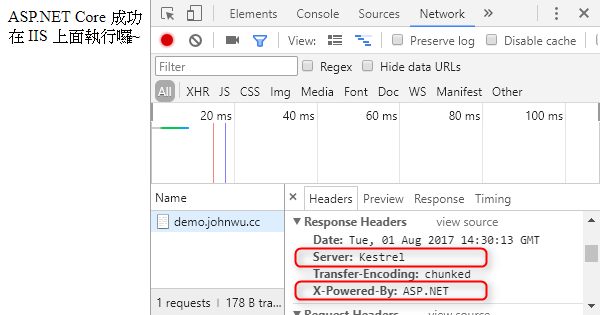 ASP.NET Core 成功
在 IIS 上面執行囉~
Elements Network »
View: Preserve log Disable cache
Filter Regex Hide data URLs
All XHR JS CSS Img Media Font Doc WS Manifest Other
20 ms 40 ms 60 ms 80 ms 100 ms
Name
demo.johnwu.cc
1 requests | 178 B tra...
× Headers Preview Response Timing
▼ Response Headers view source
Date: Tue, 01 Aug 2017 14:30:13 GMT
Server: Kestrel
Transfer-Encoding: chunked
X-Powered-By: ASP.NET
▼ Request Headers view source